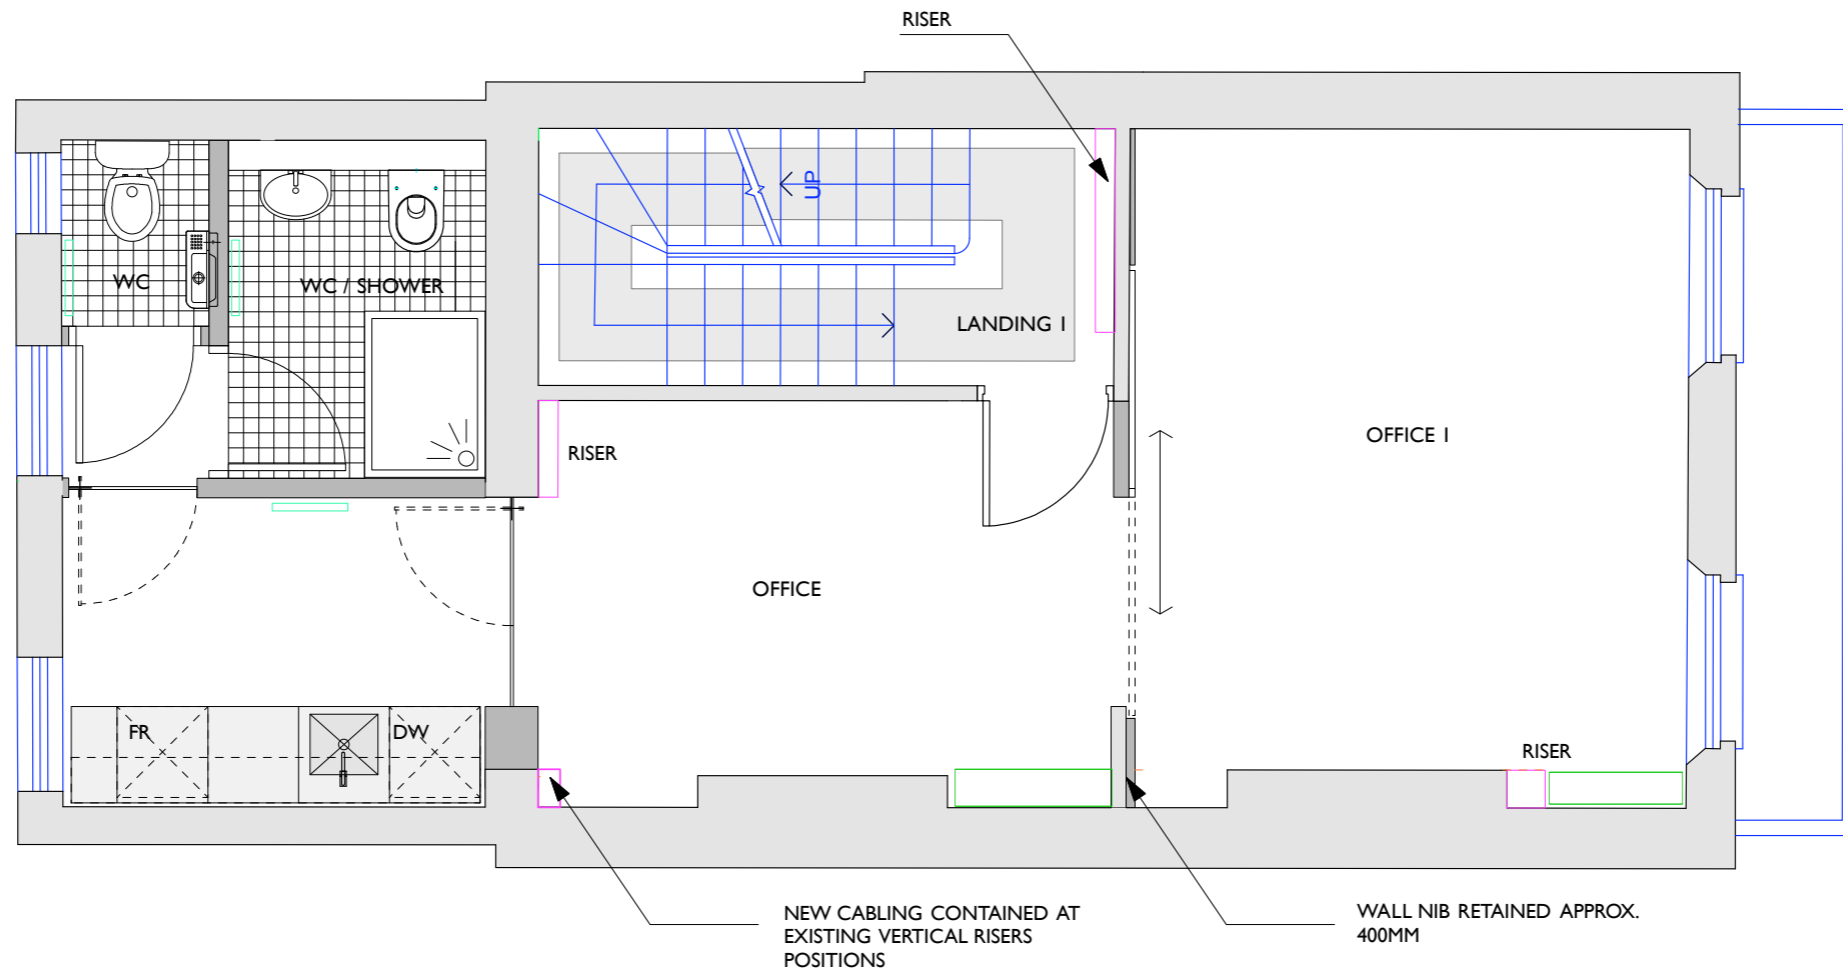 RISER
UP
WC
WC / SHOWER
LANDING 1
OFFICE 1
RISER
OFFICE
FR
DW
RISER
NEW CABLING CONTAINED AT
EXISTING VERTICAL RISERS
POSITIONS
WALL NIB RETAINED APPROX.
400MM